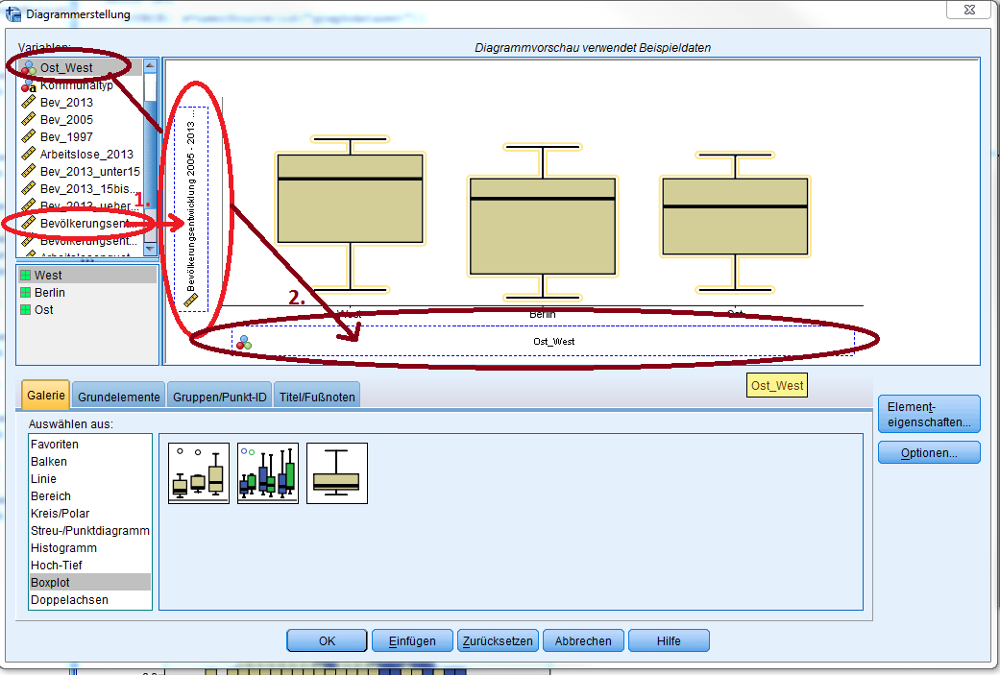 Diagrammerstellung
Variablen:
Diagrammvorschau verwendet Beispieldaten
Ost_West
Kommunaltyp
Bev_2013
Bev_2005
Bev_1997
Arbeitslose_2013
Bev_2013_unter15
Bev_2013_15bis...
Bev_2013_ueber...
1.
Bevölkerungsent...
Bevölkerungsent...
West
Berlin
Ost
Bevölkerungsentwicklung 2005 - 2013 ...
2.
West
Berlin
Ost
Ost_West
Ost_West
Galerie
Grundelemente
Gruppen/Punkt-ID
Titel/Fußnoten
Element-
eigenschaften...
Optionen...
Auswählen aus:
Favoriten
Balken
Linie
Bereich
Kreis/Polar
Streu-/Punktdiagramm
Histogramm
Hoch-Tief
Boxplot
Doppelachsen
OK
Einfügen
Zurücksetzen
Abbrechen
Hilfe